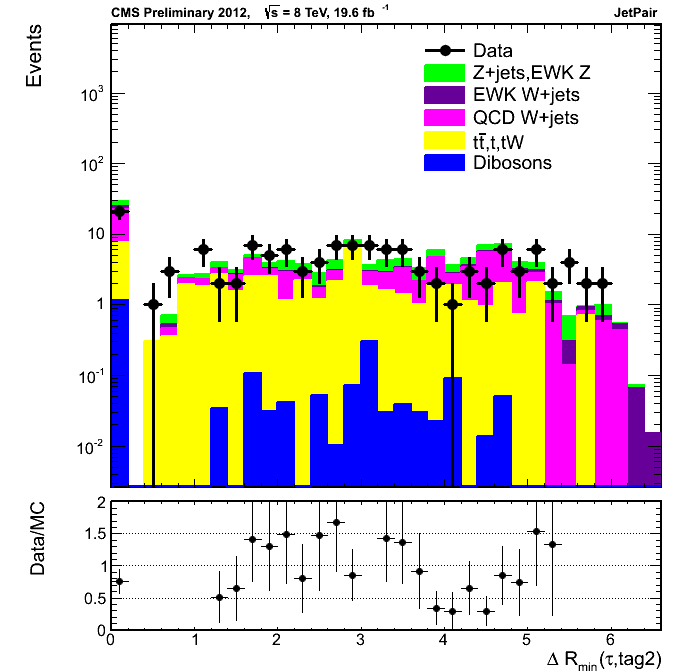 CMS Preliminary 2012, √s = 8 TeV, 19.6 fb⁻¹ JetPair
Events
Data
Z+jets,EWK Z
EWK W+jets
QCD W+jets
tt̄,t,tW
Dibosons
10³
10²
10
1
10⁻¹
10⁻²
Data/MC
2
1.5
1
0.5
0
0 1 2 3 4 5 6
Δ R_min(τ,tag2)